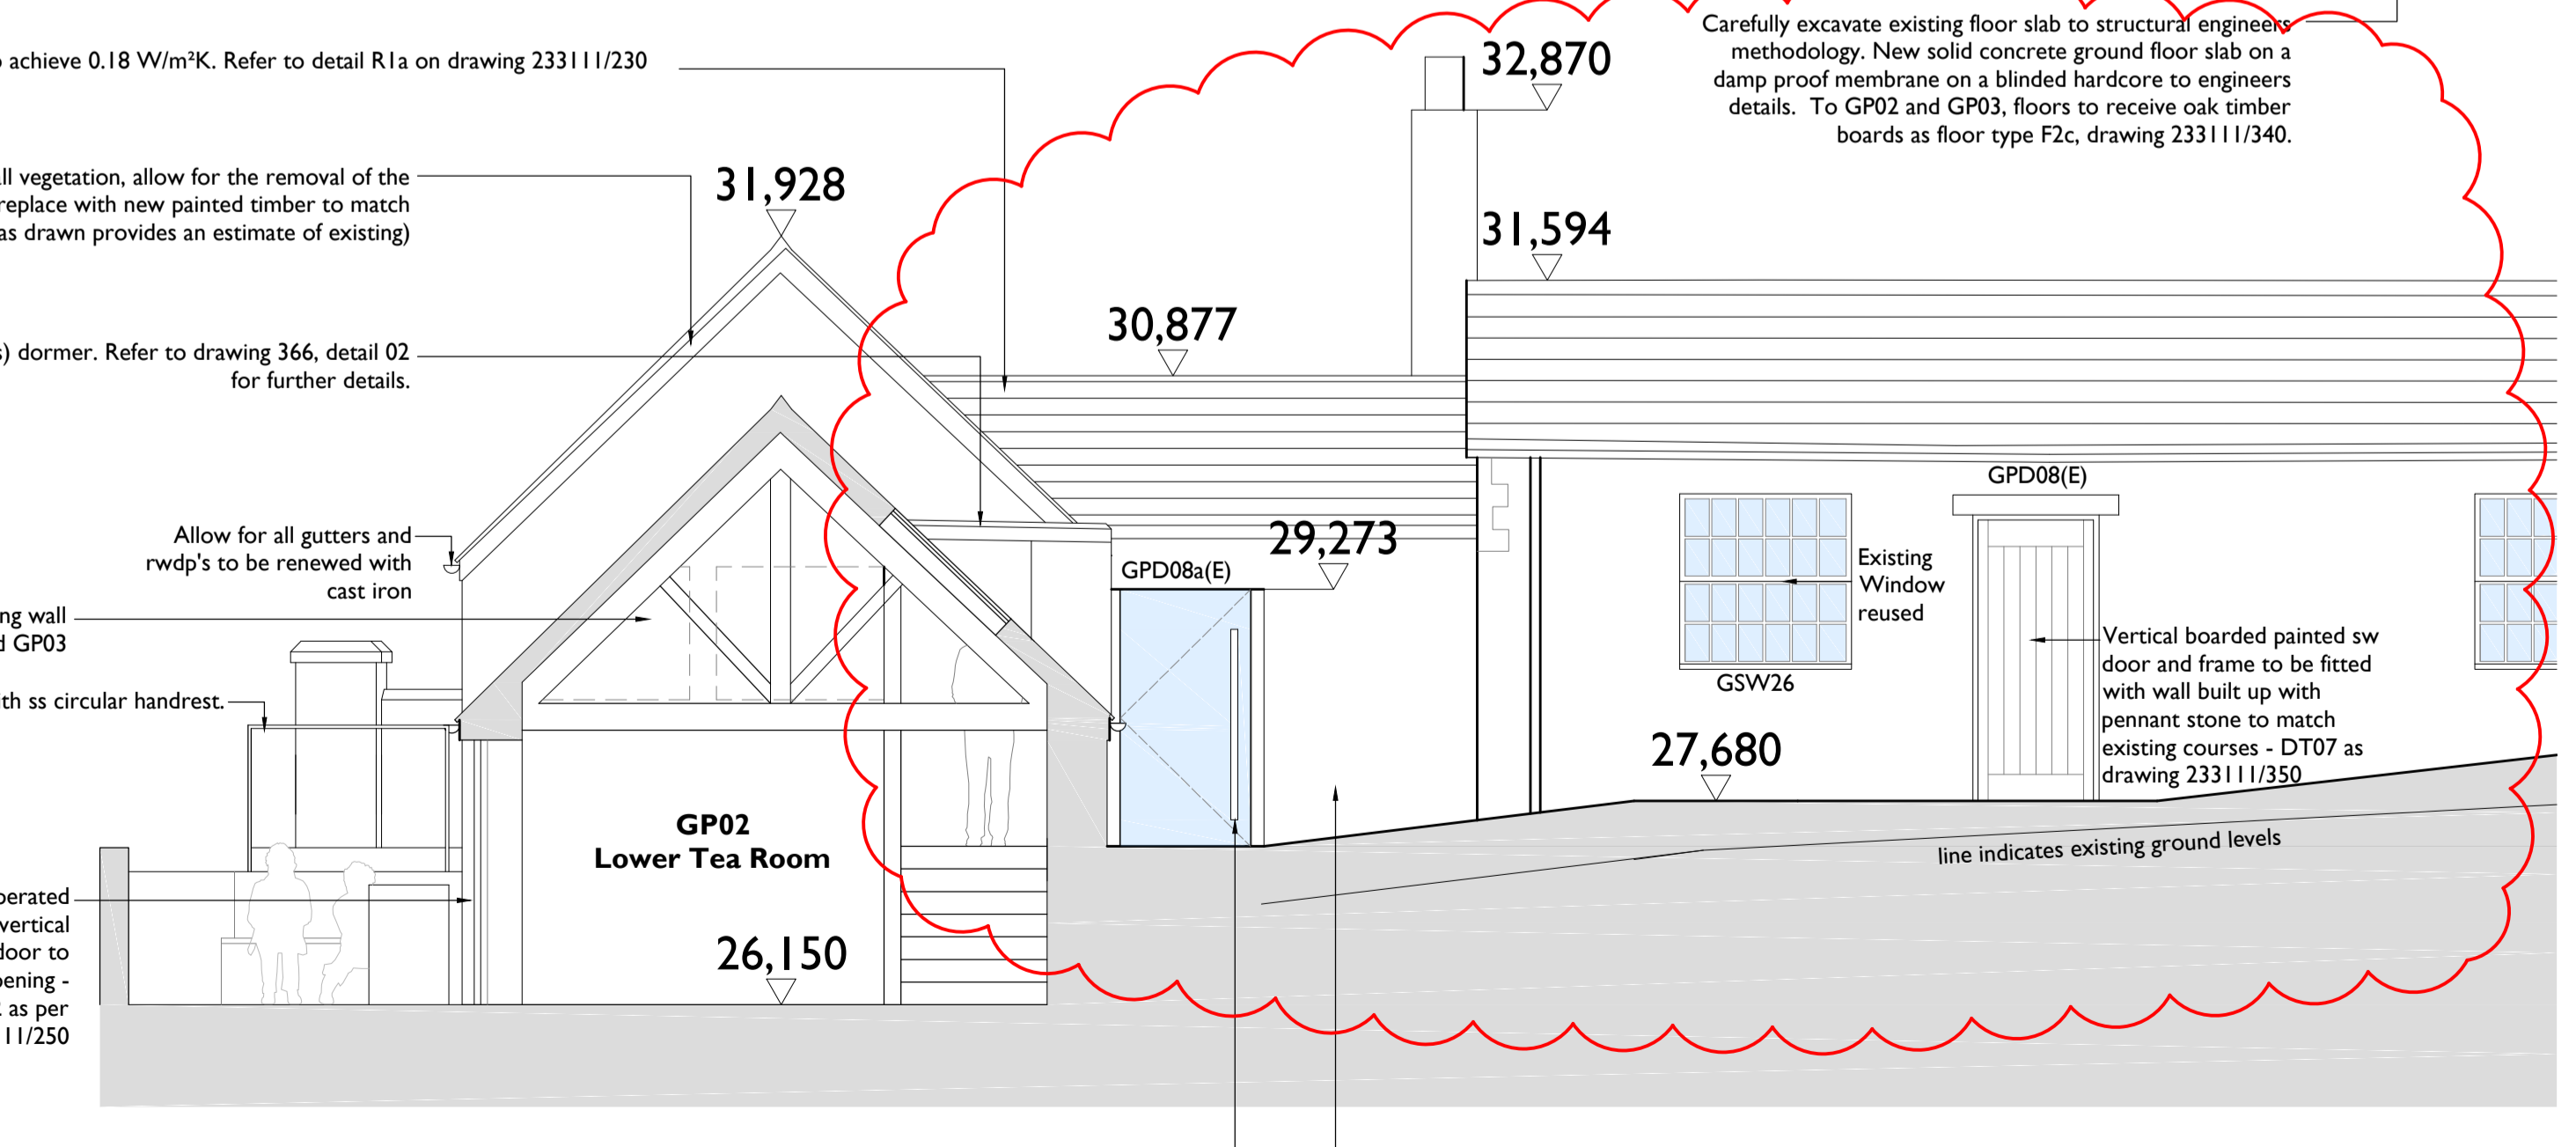 achieve 0.18 W/m²K. Refer to detail R1a on drawing 233111/230
vegetation, allow for the removal of the
replace with new painted timber to match
as drawn provides an estimate of existing)
dormer. Refer to drawing 366, detail 02
for further details.
Allow for all gutters and
rwdp's to be renewed with
cast iron
wall
GP03
ss circular handrest.
vertical
door to
as per
31,928
30,877
32,870
31,594
29,273
27,680
26,150
GP02
Lower Tea Room
GPD08a(E)
Carefully excavate existing floor slab to structural engineers
methodology. New solid concrete ground floor slab on a
damp proof membrane on a blinded hardcore to engineers
details. To GP02 and GP03, floors to receive oak timber
boards as floor type F2c, drawing 233111/340.
GPD08(E)
Existing
Window
reused
GSW26
Vertical boarded painted sw
door and frame to be fitted
with wall built up with
pennant stone to match
existing courses - DT07 as
drawing 233111/350
line indicates existing ground levels